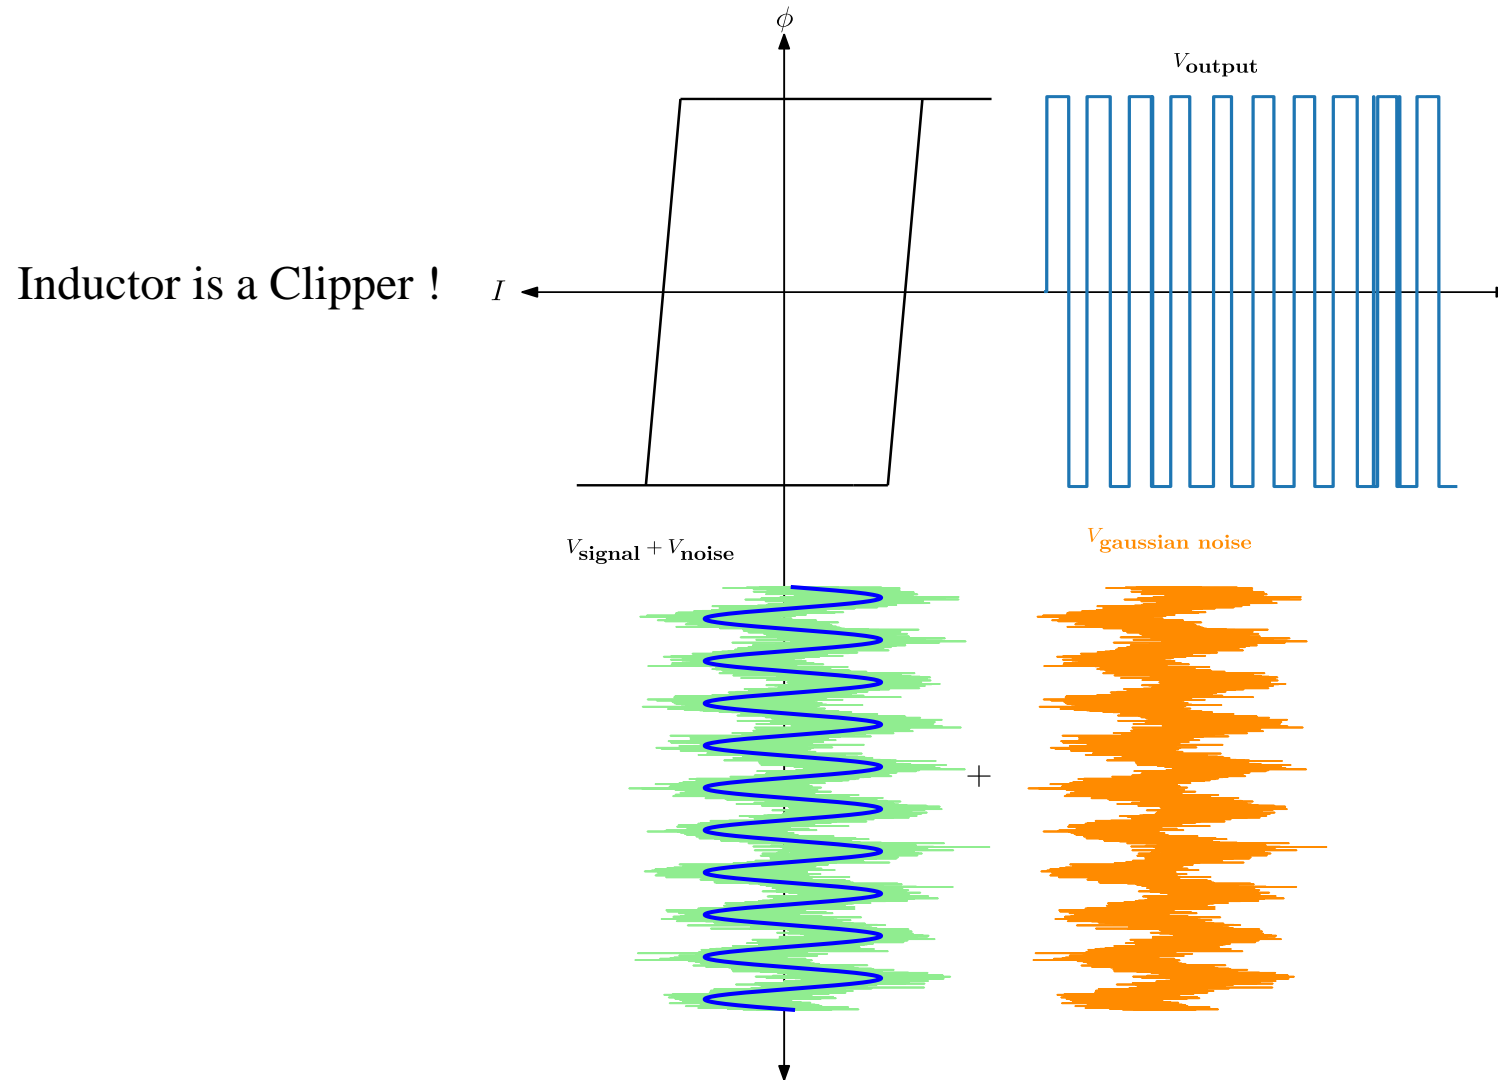 ϕ
V_output
Inductor is a Clipper !
I
V_signal + V_noise
V_gaussian noise
+